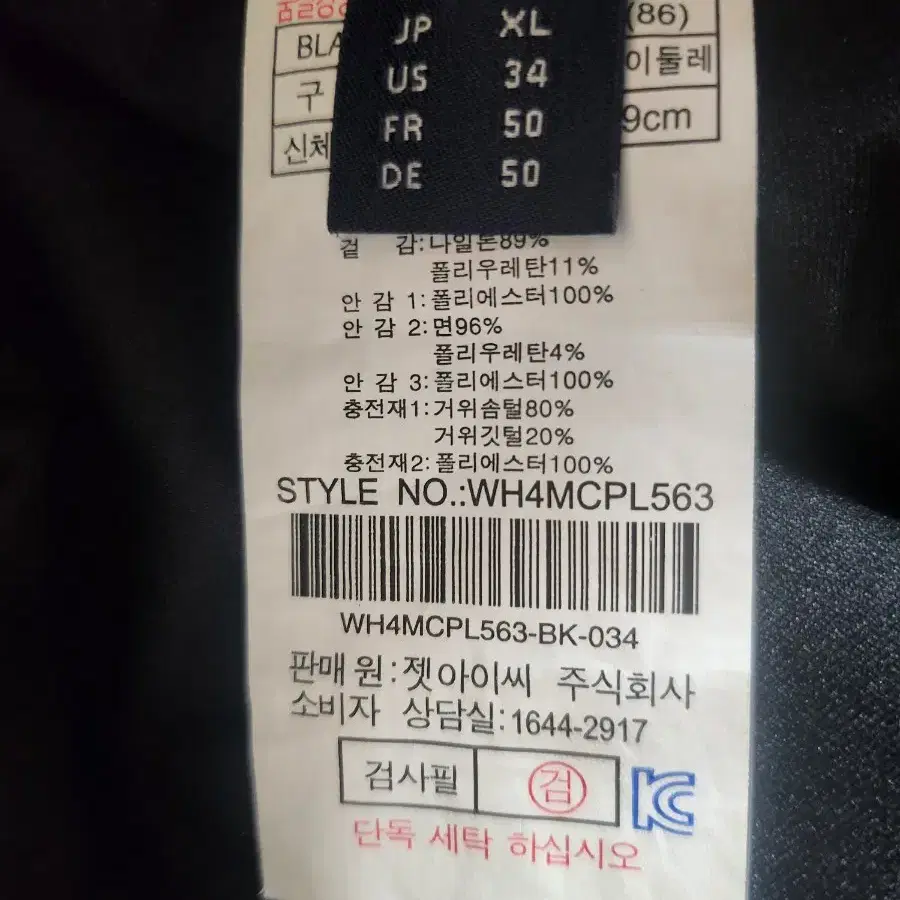 JP XL
US 34
FR 50
DE 50
(86)
BLA
이둘레
구
9cm
신체
겉 감:나일론89%
폴리우레탄11%
안 감 1:폴리에스터100%
안 감 2:면96%
폴리우레탄4%
안 감 3:폴리에스터100%
충전재1:거위솜털80%
거위깃털20%
충전재2:폴리에스터100%
STYLE NO.:WH4MCPL563
WH4MCPL563-BK-034
판매원:젯아이씨 주식회사
소비자 상담실:1644-2917
검사필 검
단독 세탁 하십시오